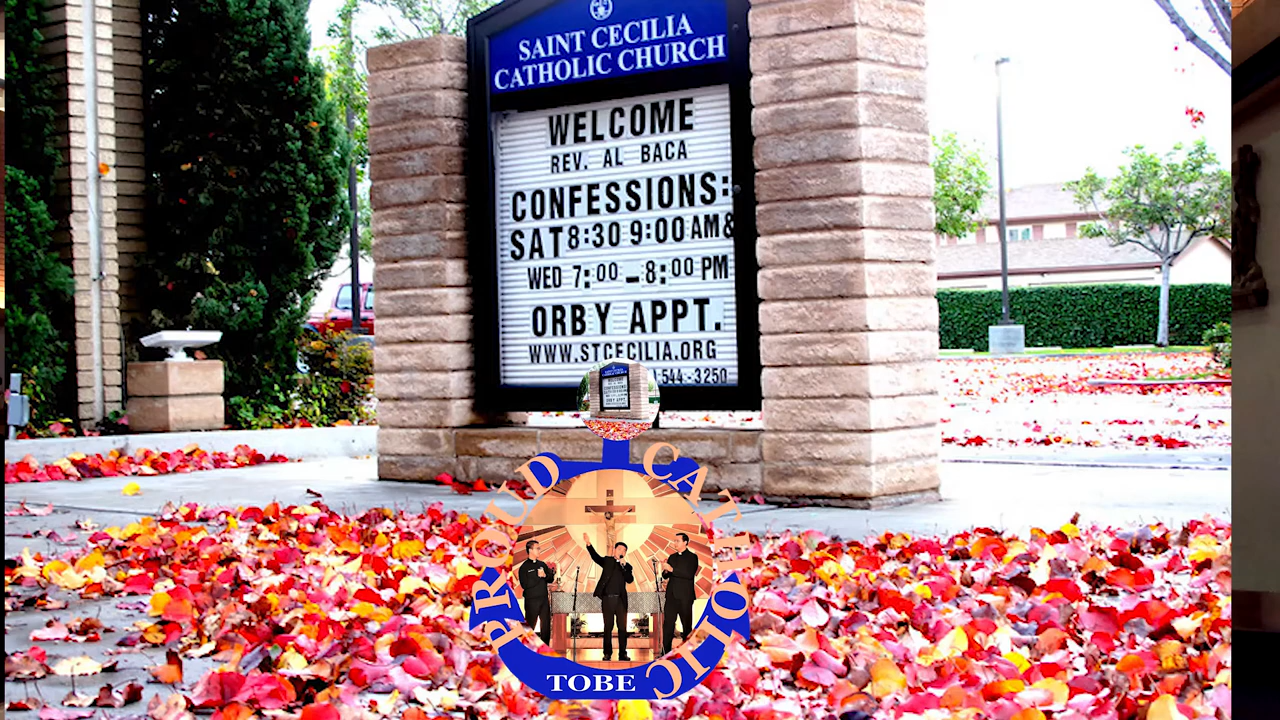 SAINT CECILIA
CATHOLIC CHURCH
WELCOME
REV. AL BACA
CONFESSIONS:
SAT 8:30 9:00 AM &
WED 7:00 - 8:00 PM
ORBY APPT.
WWW.STCECILIA.ORG
544-3250
PROUD CATHOLIC
TOBE